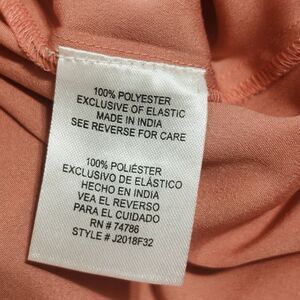 100% POLYESTER
EXCLUSIVE OF ELASTIC
MADE IN INDIA
SEE REVERSE FOR CARE
100% POLIÉSTER
EXCLUSIVO DE ELÁSTICO
HECHO EN INDIA
VEA EL REVERSO
PARA EL CUIDADO
RN # 74786
STYLE # J2018F32